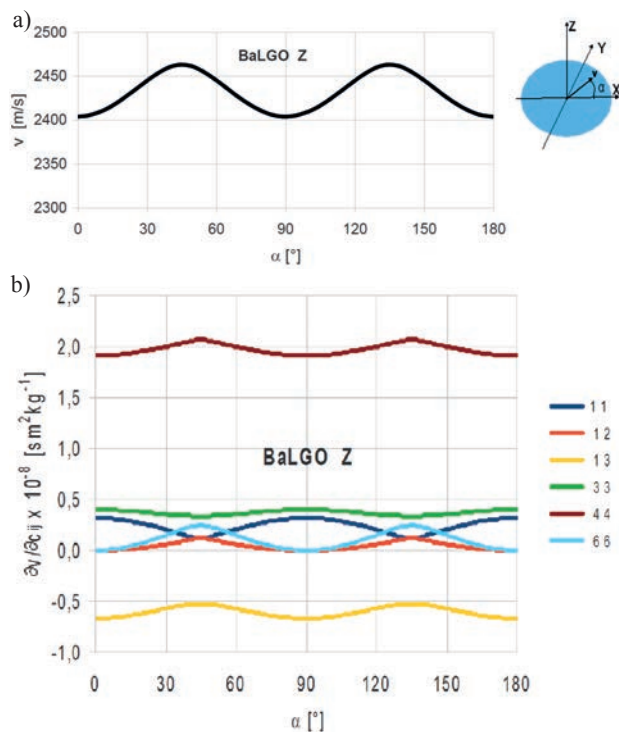 a)
2500
2450
2400
2350
2300
v [m/s]
BaLGO Z
0 30 60 90 120 150 180
α [°]
Z
Y
v
α
X
b)
2,5
2,0
1,5
1,0
0,5
0,0
-0,5
-1,0
∂v/∂cij x 10⁻⁸ [sm²kg⁻¹]
BaLGO Z
0 30 60 90 120 150 180
α [°]
1 1
1 2
1 3
3 3
4 4
6 6